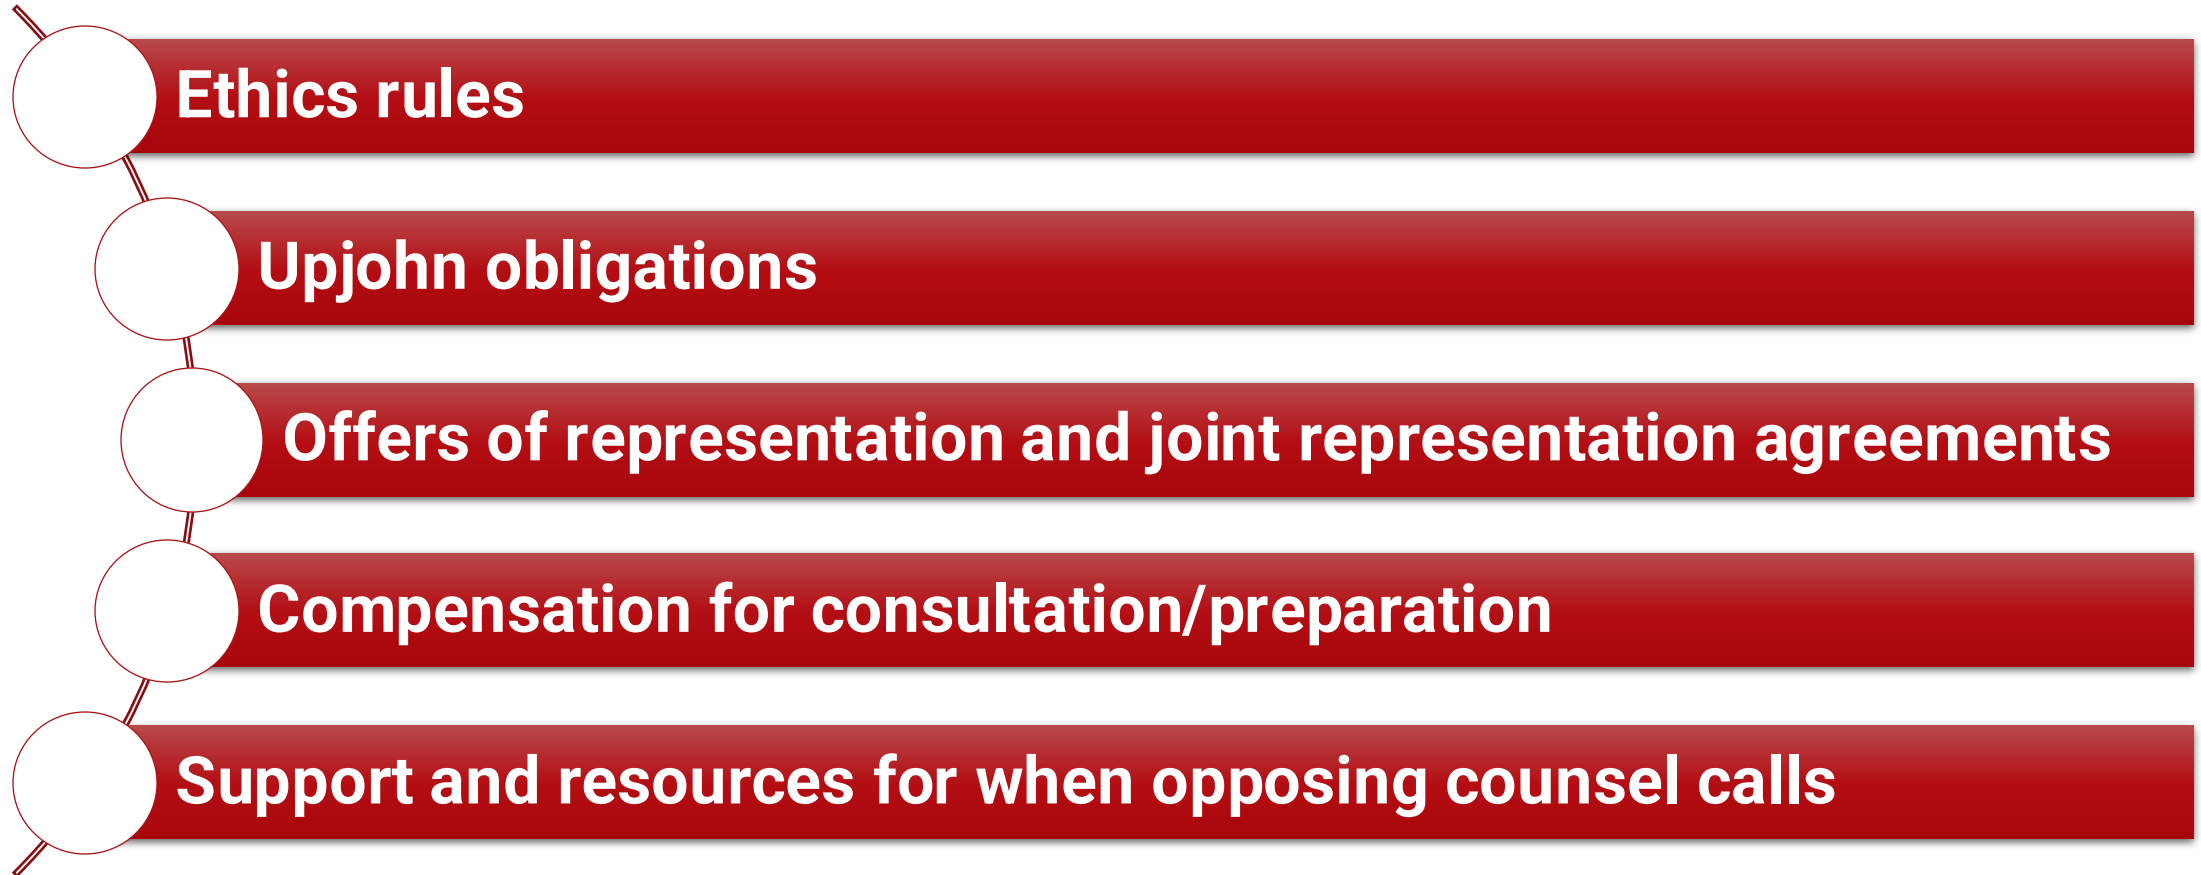 Ethics rules
Upjohn obligations
Offers of representation and joint representation agreements
Compensation for consultation/preparation
Support and resources for when opposing counsel calls